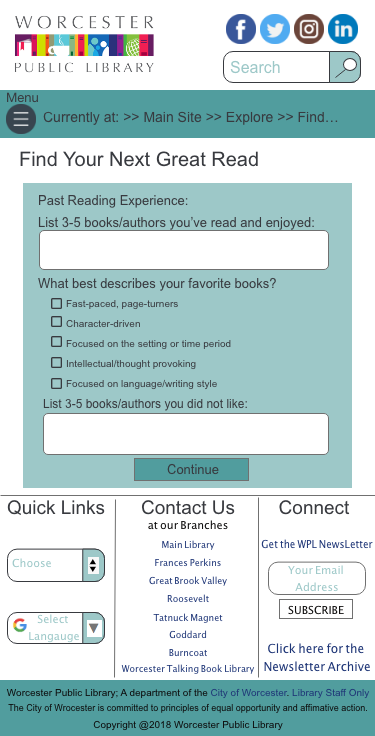 WORCESTER
PUBLIC LIBRARY
Search
Menu
Currently at: >> Main Site >> Explore >> Find…
Find Your Next Great Read
Past Reading Experience:
List 3-5 books/authors you've read and enjoyed:
What best describes your favorite books?
Fast-paced, page-turners
Character-driven
Focused on the setting or time period
Intellectual/thought provoking
Focused on language/writing style
List 3-5 books/authors you did not like:
Continue
Quick Links
Choose
Select
Langauge
Contact Us
at our Branches
Main Library
Frances Perkins
Great Brook Valley
Roosevelt
Tatnuck Magnet
Goddard
Burncoat
Worcester Talking Book Library
Connect
Get the WPL NewsLetter
Your Email
Address
SUBSCRIBE
Click here for the
Newsletter Archive
Worcester Public Library; A department of the City of Worcester. Library Staff Only
The City of Wrocester is committed to principles of equal opportunity and affirmative action.
Copyright @2018 Worcester Public Library